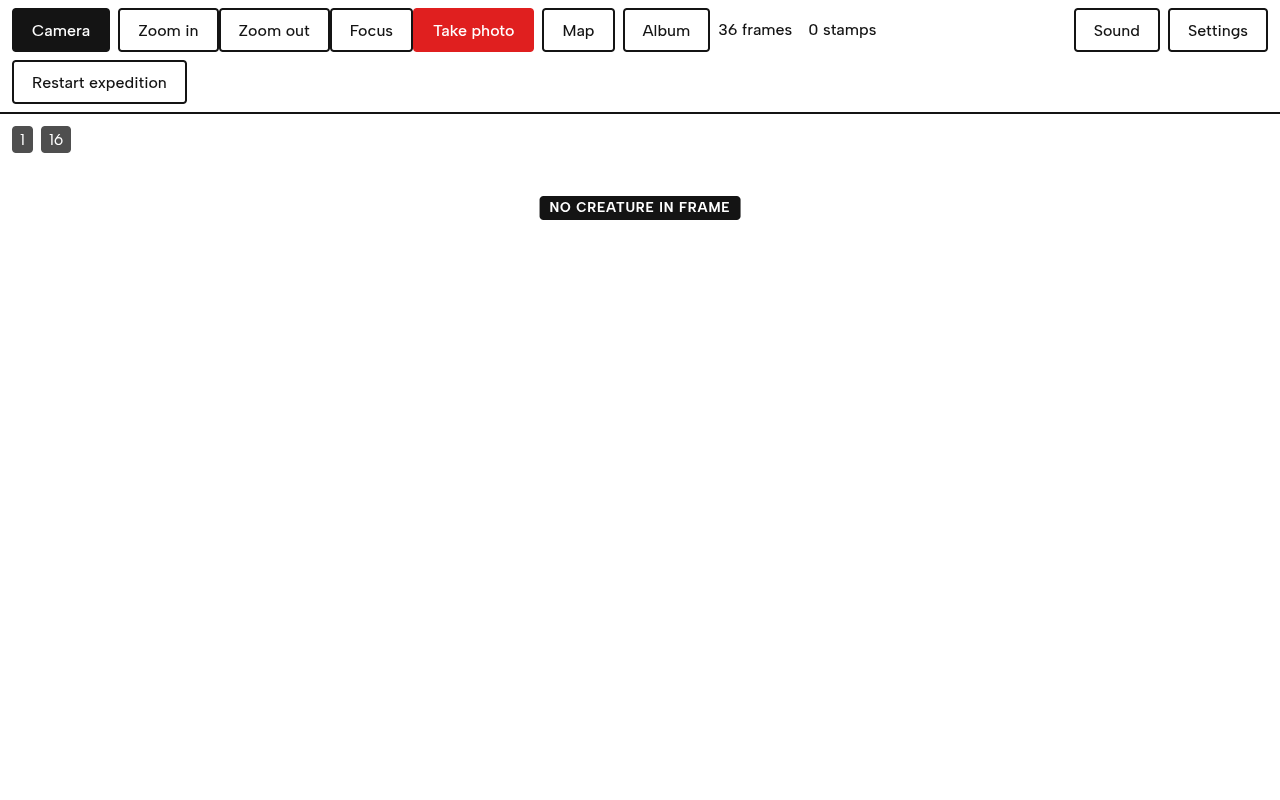 Camera Zoom in Zoom out Focus Take photo Map Album 36 frames 0 stamps Sound Settings
Restart expedition
1 16
NO CREATURE IN FRAME